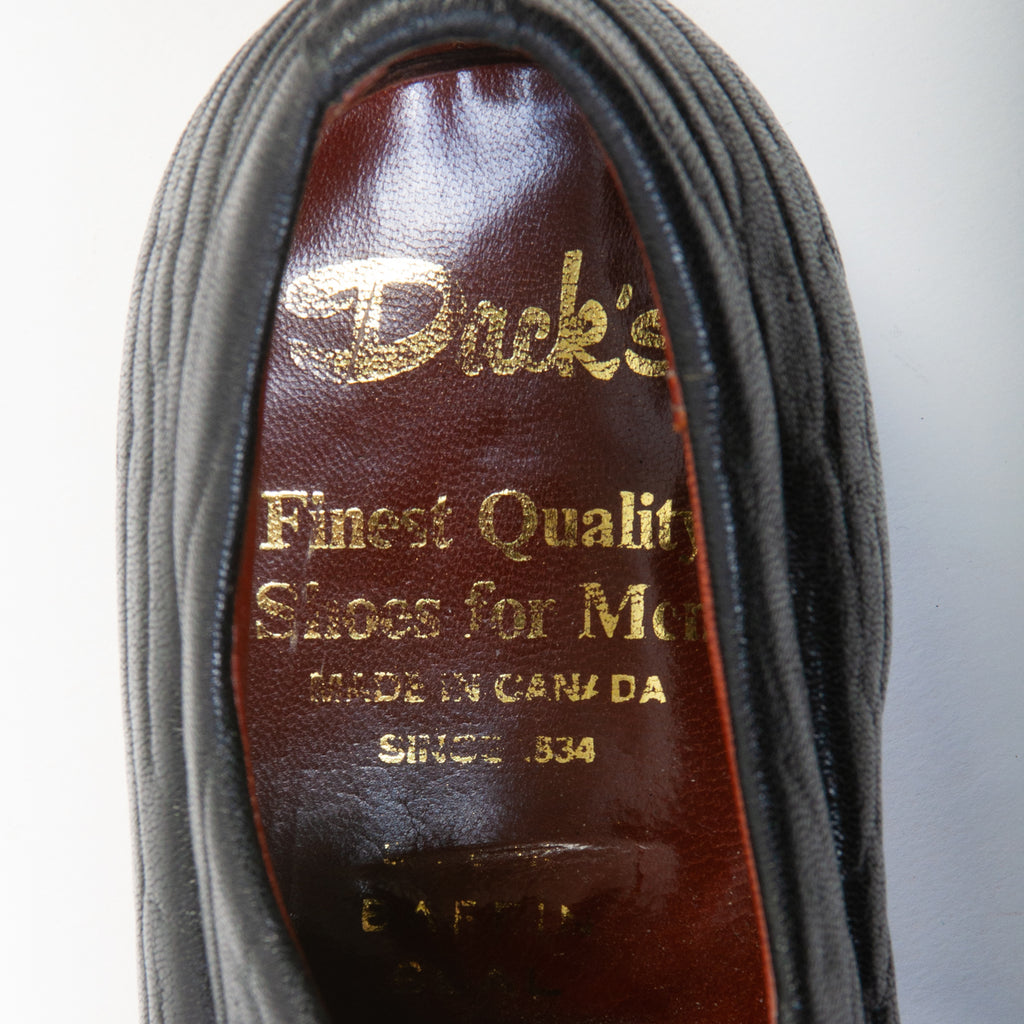 Dack's
Finest Quality
Shoes for Men
MADE IN CANADA
SINCE 1834